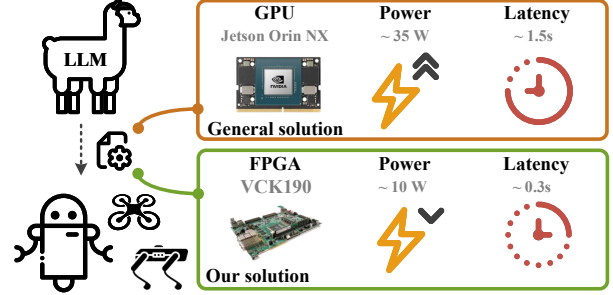 LLM
GPU
Power
Latency
Jetson Orin NX
~ 35 W
~ 1.5s
NVIDIA
General solution
FPGA
Power
Latency
VCK190
~ 10 W
~ 0.3s
Our solution